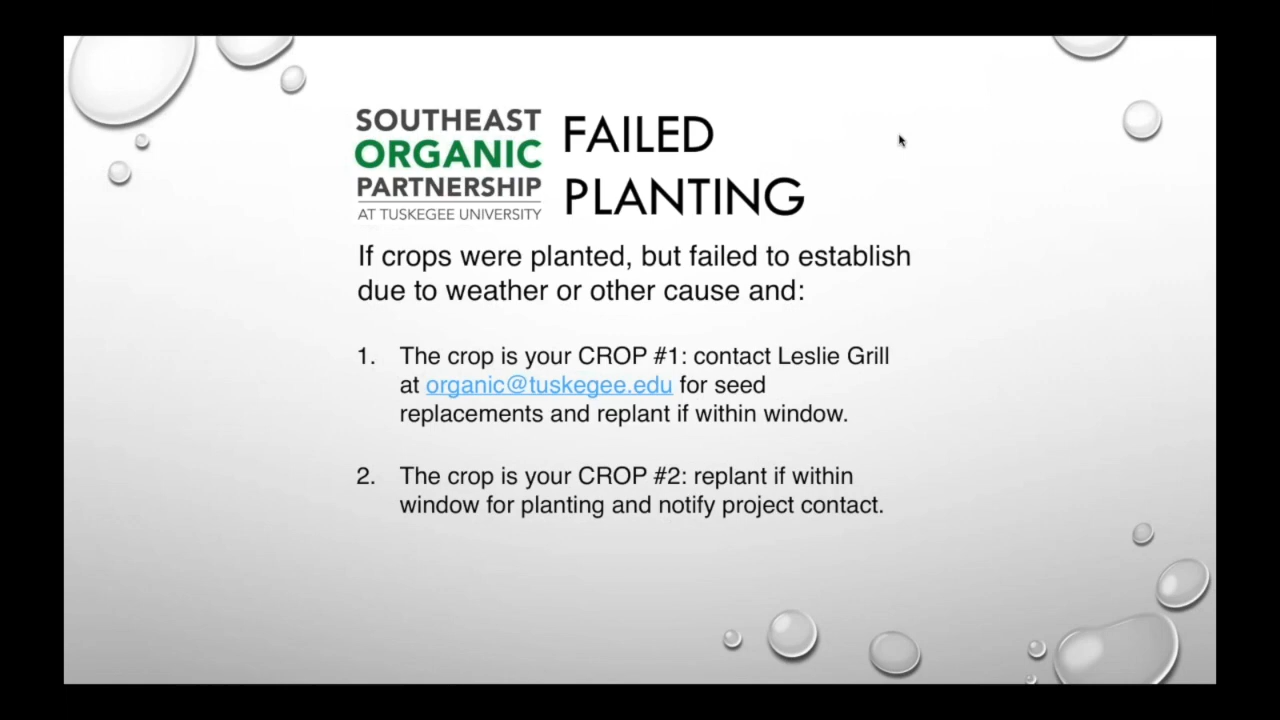 SOUTHEAST
ORGANIC
PARTNERSHIP
AT TUSKEGEE UNIVERSITY
FAILED
PLANTING
If crops were planted, but failed to establish
due to weather or other cause and:
1. The crop is your CROP #1: contact Leslie Grill
at organic@tuskegee.edu for seed
replacements and replant if within window.
2. The crop is your CROP #2: replant if within
window for planting and notify project contact.